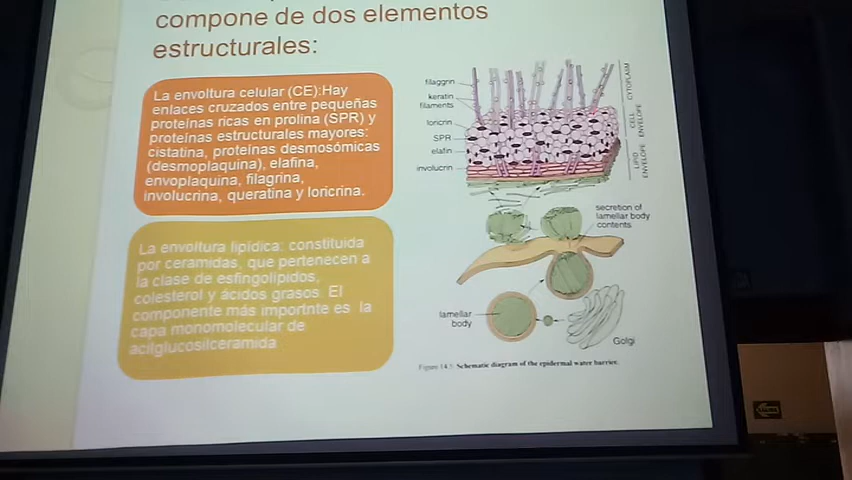 compone de dos elementos
estructurales:
La envoltura celular (CE):Hay
enlaces cruzados entre pequeñas
proteínas ricas en prolina (SPR) y
proteínas estructurales mayores:
cistatina, proteínas desmosómicas
(desmoplaquina), elafina,
envoplaquina, filagrina,
involucrina, queratina y loricrina.
La envoltura lipídica: constituida
por ceramidas, que pertenecen a
la clase de esfingolípidos,
colesterol y ácidos grasos. El
componente más importnte es la
capa monomolecular de
acilglucosilceramida
filaggrin
keratin
filaments
loricrin
SPR
elafin
involucrin
CYTOPLASM
CELL
ENVELOPE
LIPID
ENVELOPE
secretion of
lamellar body
contents
lamellar
body
Golgi
Figure 14.5 Schematic diagram of the epidermal water barrier.